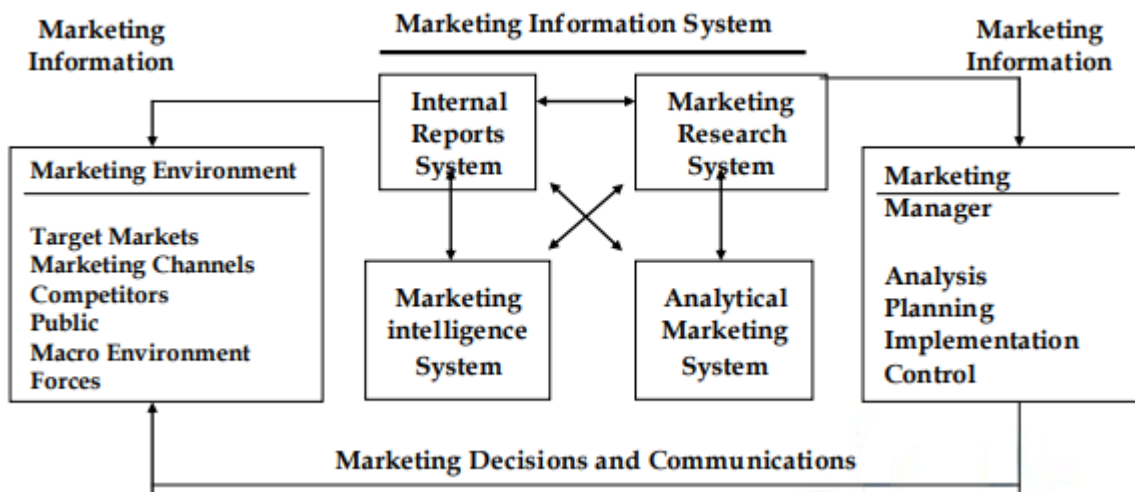 Marketing
Information
Marketing Information System
Marketing
Information
Internal
Reports
System
Marketing
Research
System
Marketing Environment
Target Markets
Marketing Channels
Competitors
Public
Macro Environment
Forces
Marketing
intelligence
System
Analytical
Marketing
System
Marketing
Manager
Analysis
Planning
Implementation
Control
Marketing Decisions and Communications